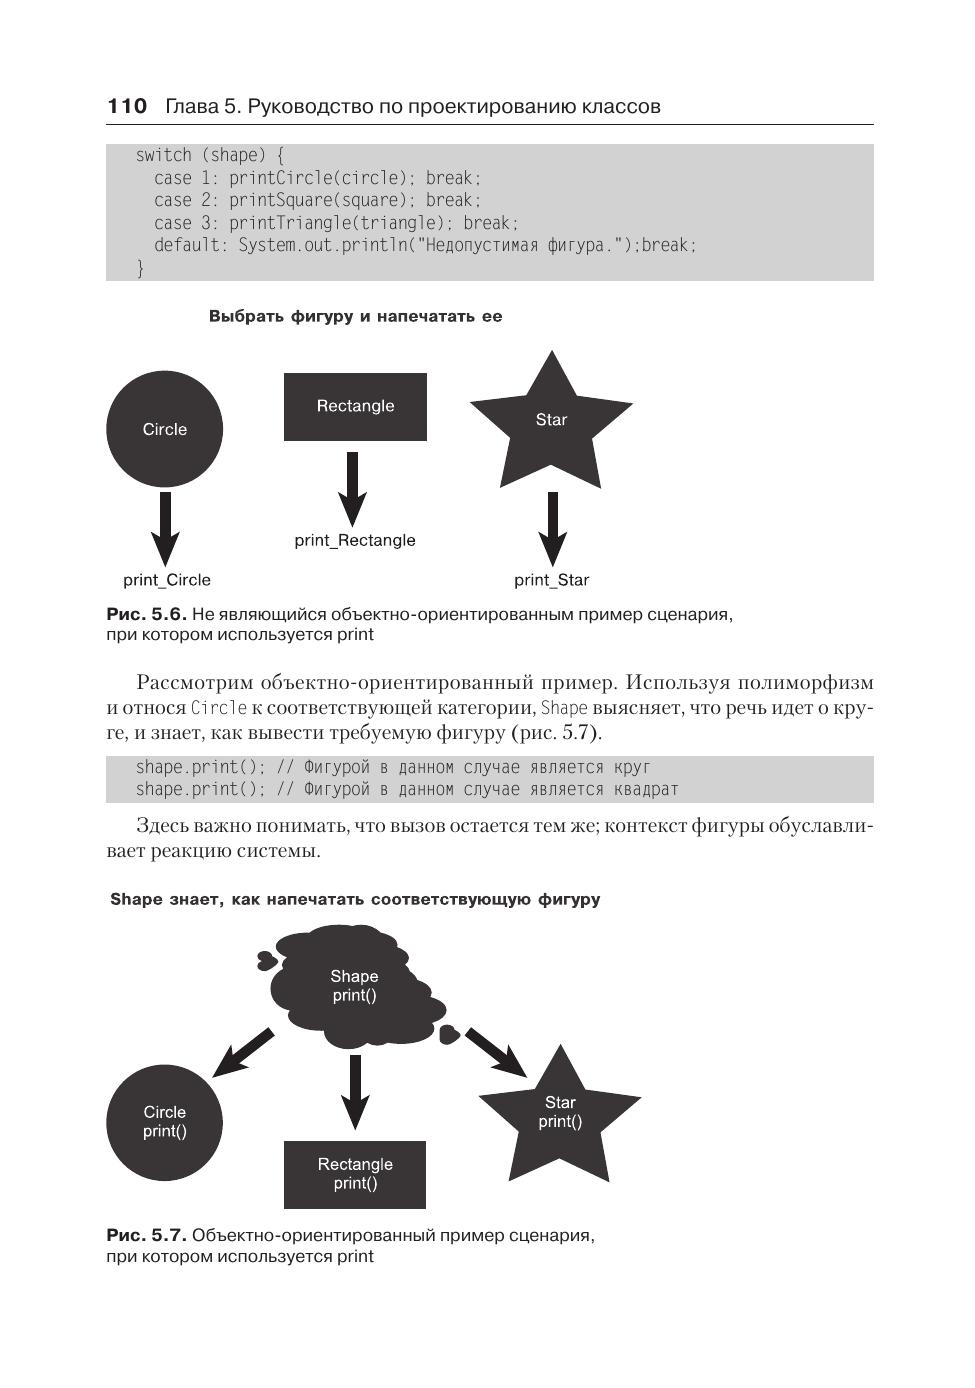 110 Глава 5. Руководство по проектированию классов
switch (shape) {
case 1: printCircle(circle); break;
case 2: printSquare(square); break;
case 3: printTriangle(triangle); break;
default: System.out.println("Недопустимая фигура.");break;
}
Выбрать фигуру и напечатать ее
Circle
Rectangle
Star
print_Circle
print_Rectangle
print_Star
Рис. 5.6. Не являющийся объектно-ориентированным пример сценария,
при котором используется print
Рассмотрим объектно-ориентированный пример. Используя полиморфизм
и относя Circle к соответствующей категории, Shape выясняет, что речь идет о кру-
ге, и знает, как вывести требуемую фигуру (рис. 5.7).
shape.print(); // Фигурой в данном случае является круг
shape.print(); // Фигурой в данном случае является квадрат
Здесь важно понимать, что вызов остается тем же; контекст фигуры обуславли-
вает реакцию системы.
Shape знает, как напечатать соответствующую фигуру
Shape
print()
Circle
print()
Rectangle
print()
Star
print()
Рис. 5.7. Объектно-ориентированный пример сценария,
при котором используется print